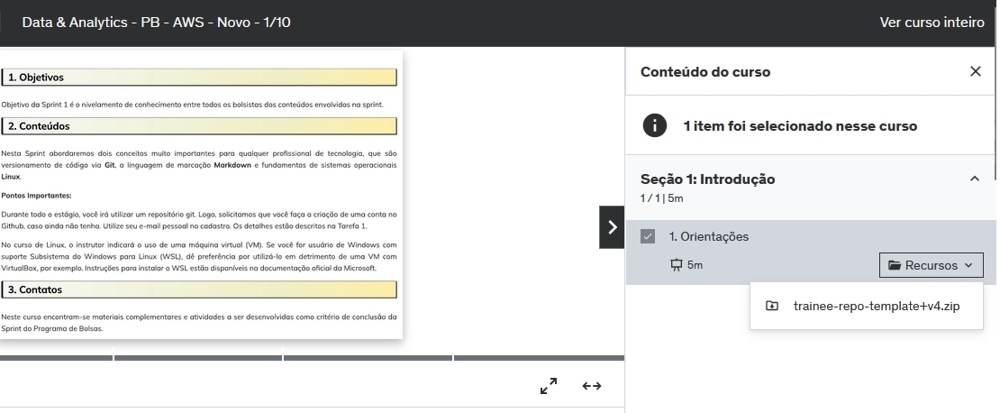 Data & Analytics - PB - AWS - Novo - 1/10
Ver curso inteiro
1. Objetivos
Objetivo da Sprint 1 é o nivelamento de conhecimento entre todos os bolsistas dos conteúdos envolvidos na sprint.
2. Conteúdos
Nesta Sprint abordaremos dois conceitos muito importantes para qualquer profissional de tecnologia, que são
versionamento de código via Git, a linguagem de marcação Markdown e fundamentos de sistemas operacionais
Linux.
Pontos Importantes:
Durante todo o estágio, você irá utilizar um repositório git. Logo, solicitamos que você faça a criação de uma conta no
Github, caso ainda não tenha. Utilize seu e-mail pessoal no cadastro. Os detalhes estão descritos na Tarefa 1.
No curso de Linux, o instrutor indicará o uso de uma máquina virtual (VM). Se você for usuário de Windows com
suporte Subsistema do Windows para Linux (WSL), dê preferência por utilizá-lo em detrimento de uma VM com
VirtualBox, por exemplo. Instruções para instalar o WSL estão disponíveis na documentação oficial da Microsoft.
3. Contatos
Neste curso encontram-se materiais complementares e atividades a ser desenvolvidas como critério de conclusão da
Sprint do Programa de Bolsas.
Conteúdo do curso
1 item foi selecionado nesse curso
Seção 1: Introdução
1 / 1 | 5m
1. Orientações
5m
Recursos
trainee-repo-template+v4.zip